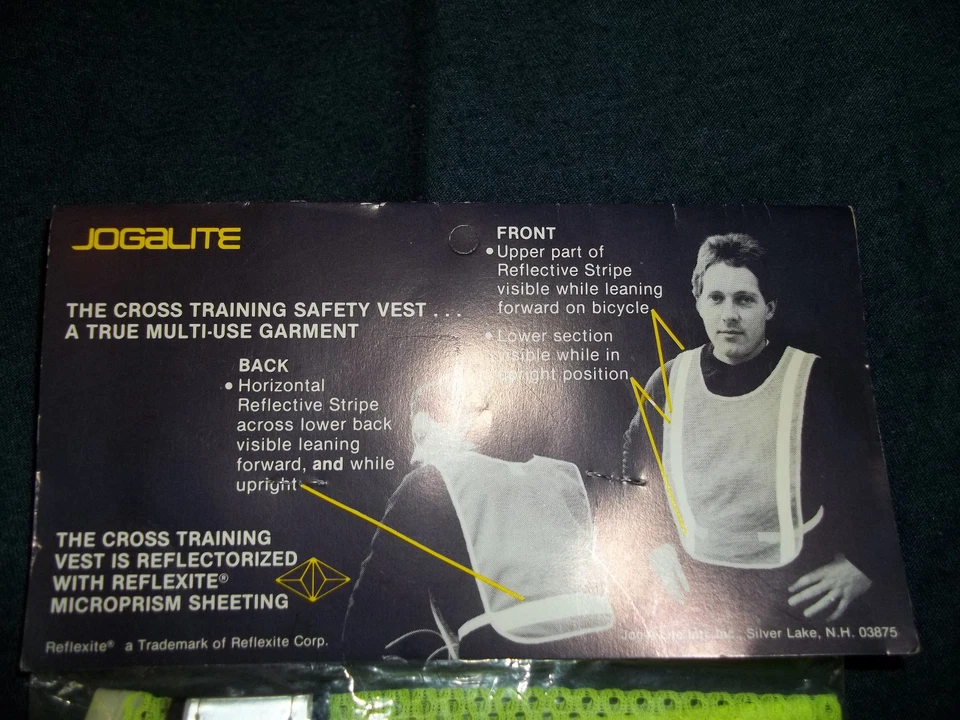 JOGALITE
THE CROSS TRAINING SAFETY VEST . . .
A TRUE MULTI-USE GARMENT
BACK
• Horizontal
Reflective Stripe
across lower back
visible leaning
forward, and while
upright
THE CROSS TRAINING
VEST IS REFLECTORIZED
WITH REFLEXITE®
MICROPRISM SHEETING
Reflexite® a Trademark of Reflexite Corp.
FRONT
• Upper part of
Reflective Stripe
visible while leaning
forward on bicycle
• Lower section
visible while in
upright position
Inc., Silver Lake, N.H. 03875